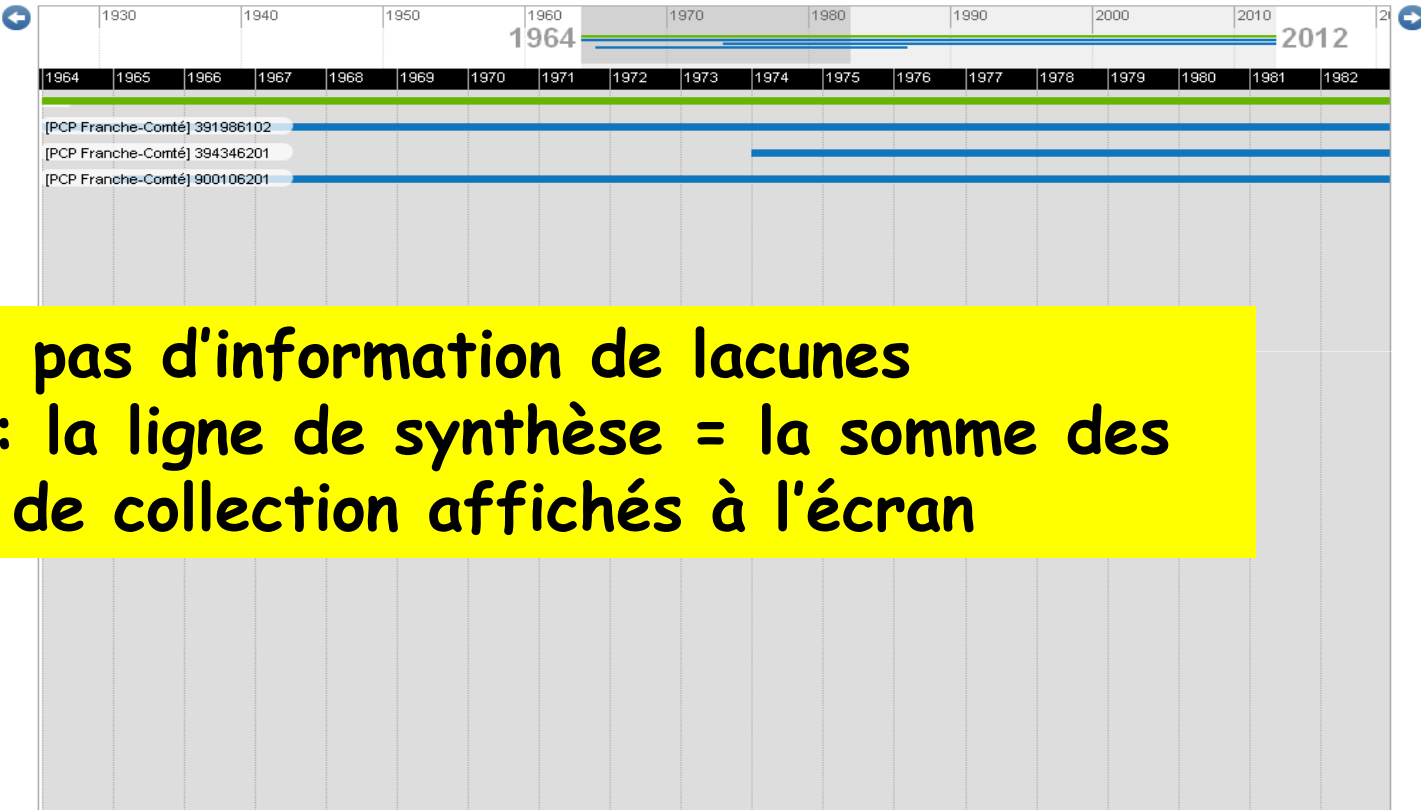 1930 1940 1950 1960 1970 1980 1990 2000 2010
1964 2012
1964 1965 1966 1967 1968 1969 1970 1971 1972 1973 1974 1975 1976 1977 1978 1979 1980 1981 1982
[PCP Franche-Comté] 391986102
[PCP Franche-Comté] 394346201
[PCP Franche-Comté] 900106201
pas d'information de lacunes
: la ligne de synthèse = la somme des
de collection affichés à l'écran